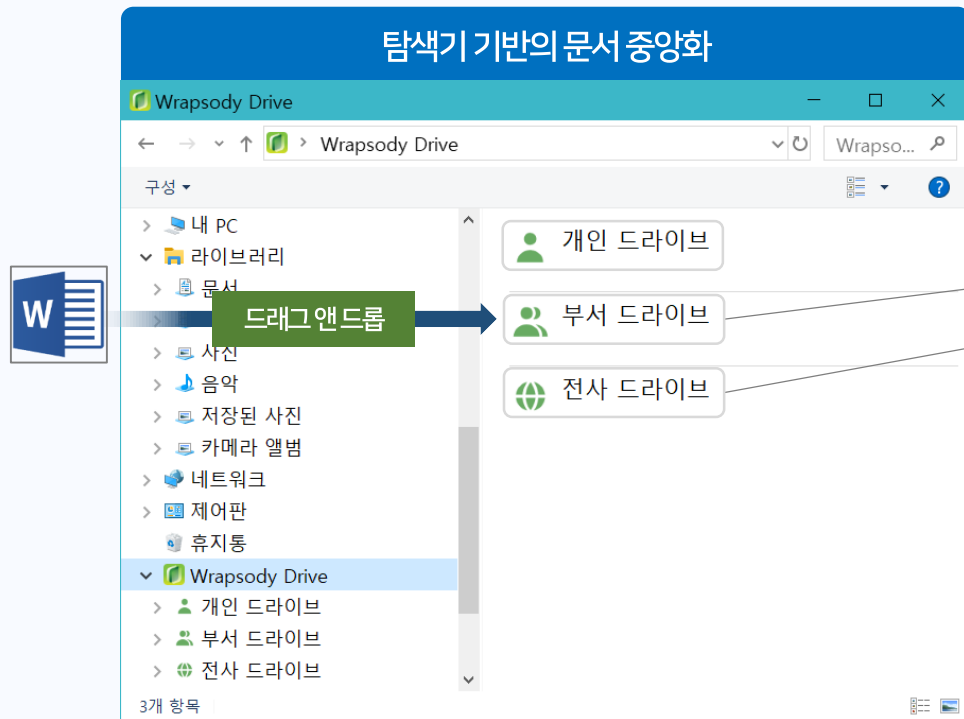 탐색기 기반의 문서 중앙화
Wrapsody Drive
Wrapsody Drive
Wrapso...
구성
?
내 PC
라이브러리
문서
드래그 앤 드롭
사진
음악
저장된 사진
카메라 앨범
네트워크
제어판
휴지통
Wrapsody Drive
개인 드라이브
부서 드라이브
전사 드라이브
3개 항목
개인 드라이브
부서 드라이브
전사 드라이브
W